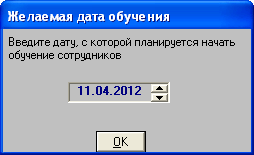 Желаемая дата обучения
Введите дату, с которой планируется начать
обучение сотрудников
11.04.2012
OK